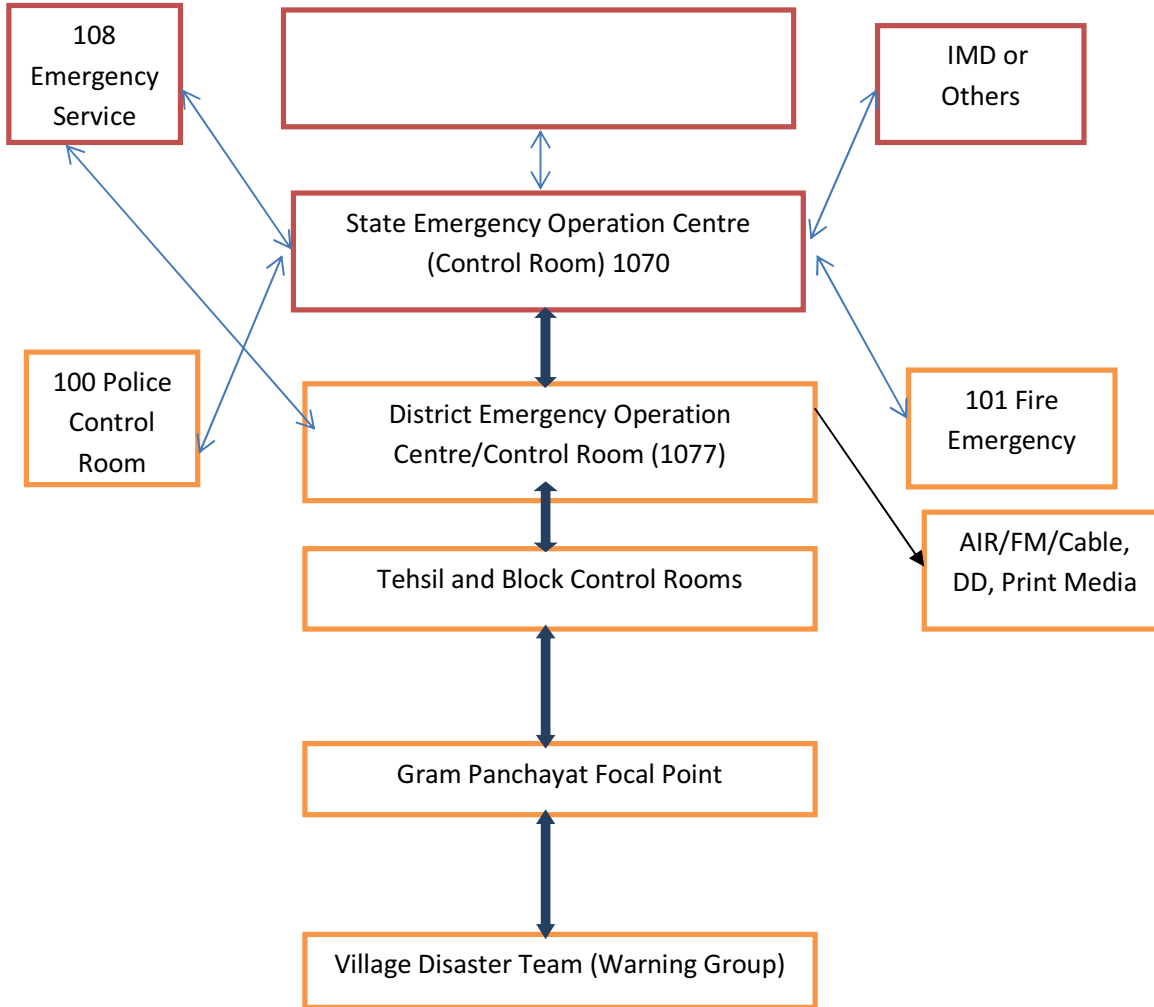 108
Emergency
Service
IMD or
Others
State Emergency Operation Centre
(Control Room) 1070
100 Police
Control
Room
District Emergency Operation
Centre/Control Room (1077)
101 Fire
Emergency
AIR/FM/Cable,
DD, Print Media
Tehsil and Block Control Rooms
Gram Panchayat Focal Point
Village Disaster Team (Warning Group)